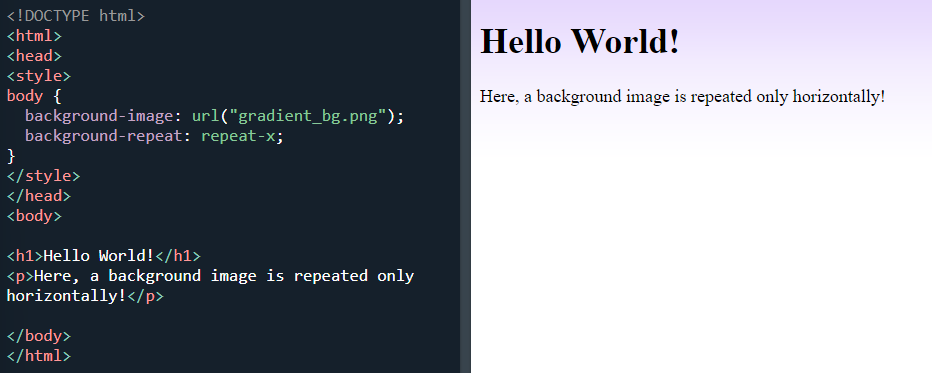 <!DOCTYPE html>
<html>
<head>
<style>
body {
  background-image: url("gradient_bg.png");
  background-repeat: repeat-x;
}
</style>
</head>
<body>

<h1>Hello World!</h1>
<p>Here, a background image is repeated only
horizontally!</p>

</body>
</html>
Hello World!
Here, a background image is repeated only horizontally!